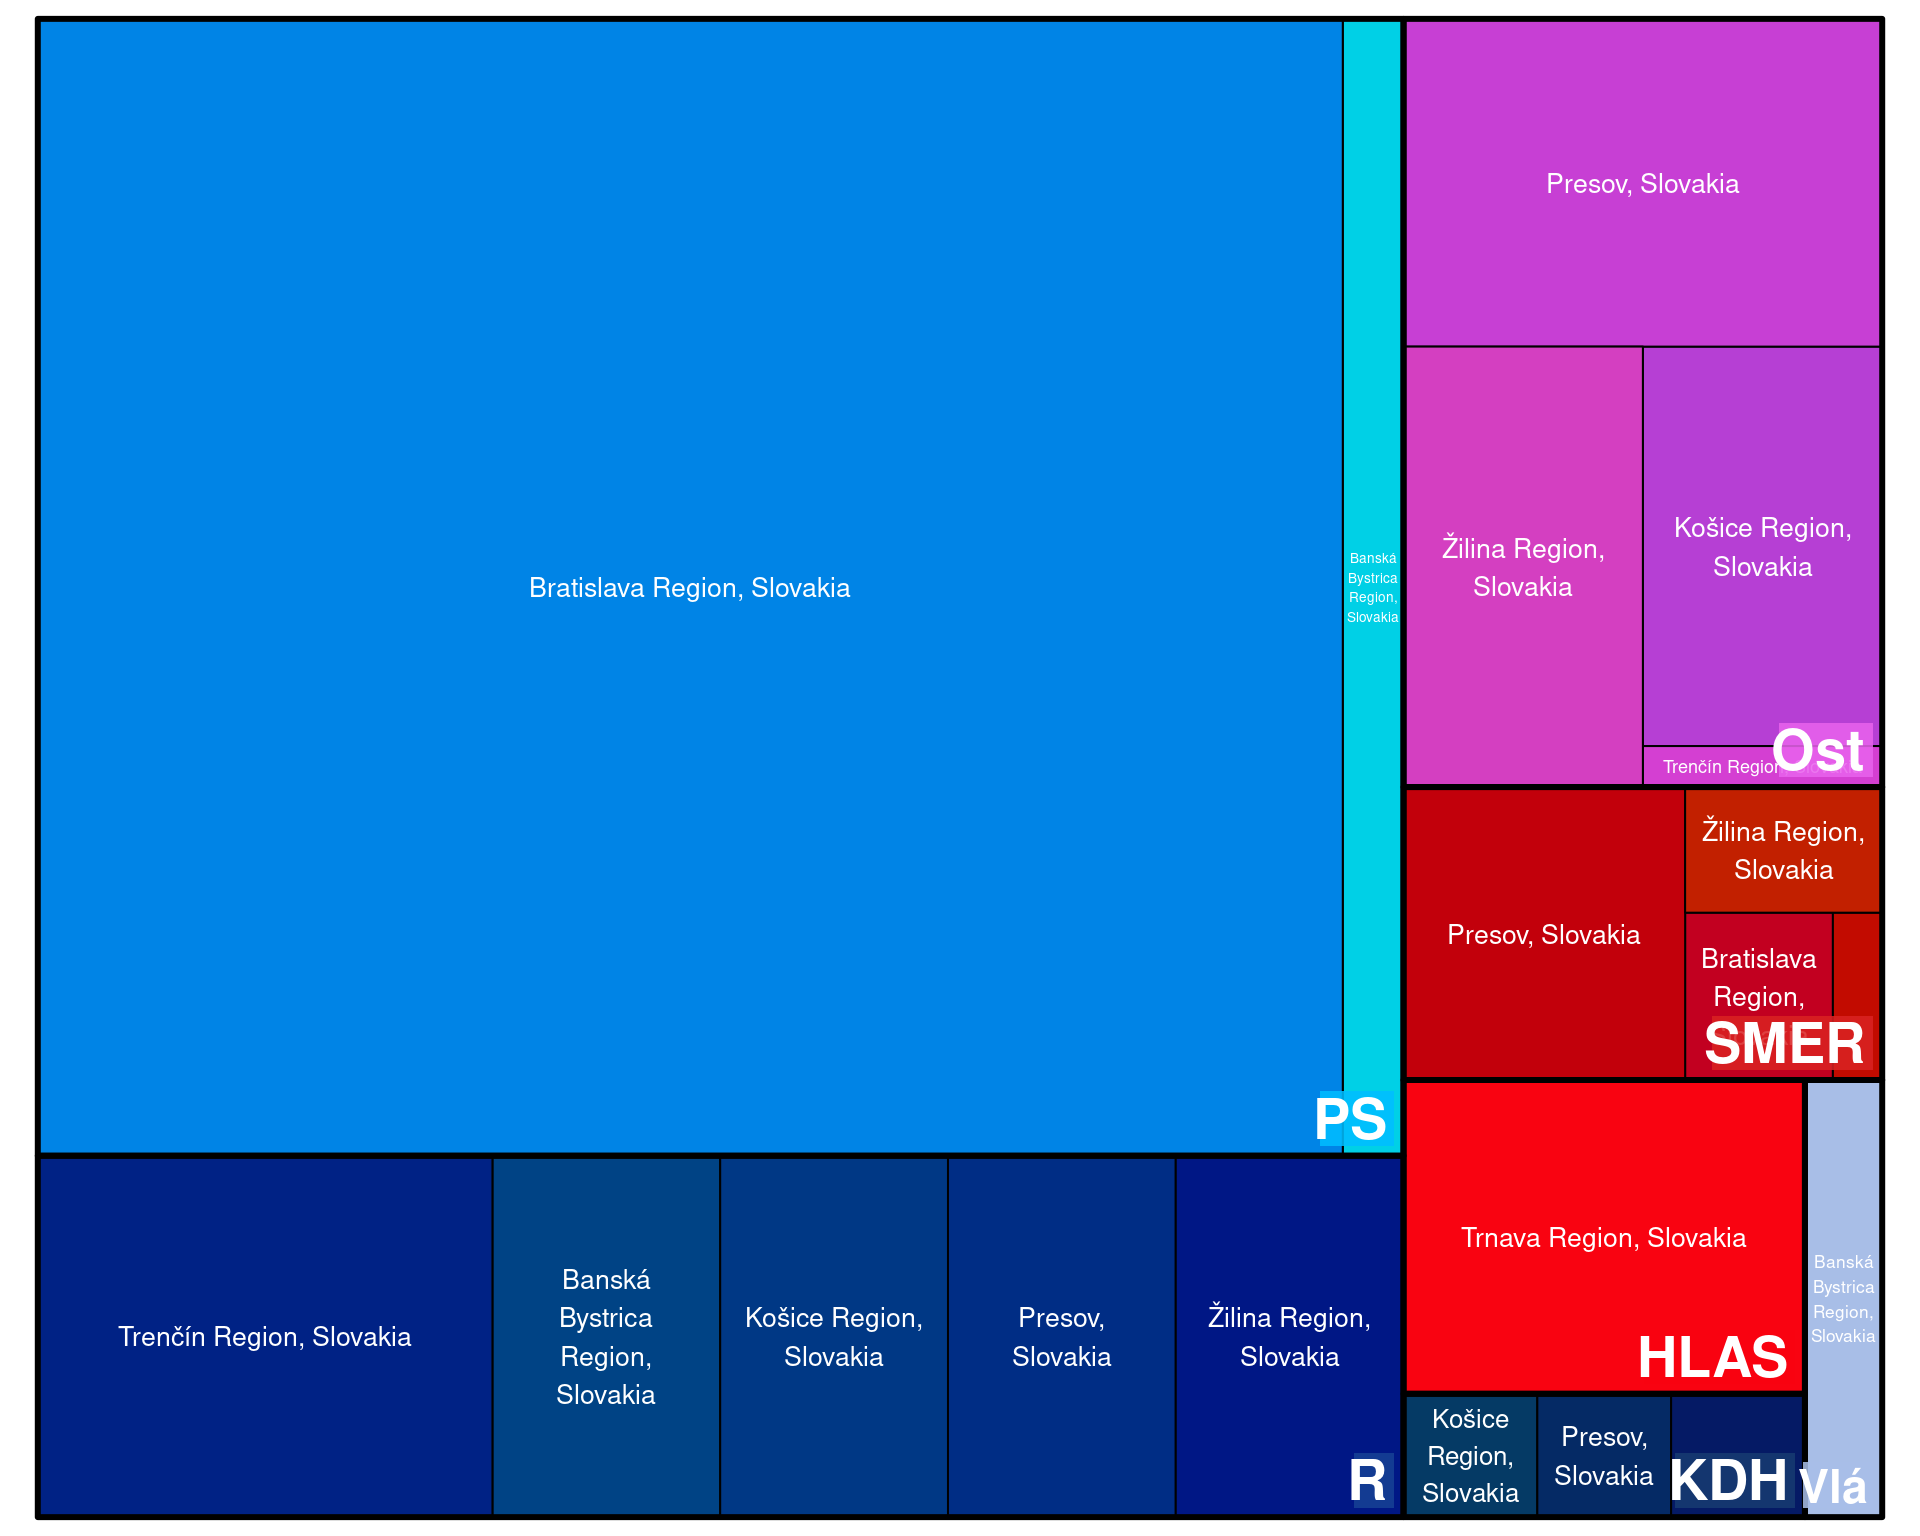 Bratislava Region, Slovakia
Banská
Bystrica
Region,
Slovakia
PS
Presov, Slovakia
Žilina Region,
Slovakia
Košice Region,
Slovakia
Trenčín Region
Ost
Presov, Slovakia
Žilina Region,
Slovakia
Bratislava
Region,
SMER
Trenčín Region, Slovakia
Banská
Bystrica
Region,
Slovakia
Košice Region,
Slovakia
Presov,
Slovakia
Žilina Region,
Slovakia
R
Trnava Region, Slovakia
HLAS
Banská
Bystrica
Region,
Slovakia
Vlá
Košice
Region,
Slovakia
Presov,
Slovakia
KDH